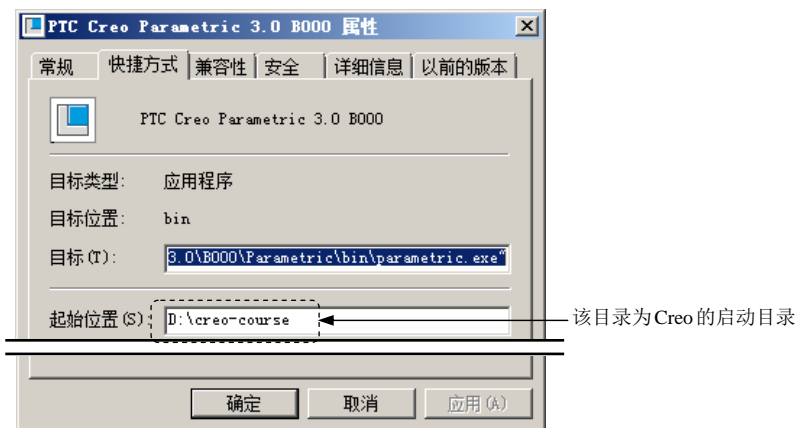 PTC Creo Parametric 3.0 B000 属性
常规 快捷方式 兼容性 安全 详细信息 以前的版本
PTC Creo Parametric 3.0 B000
目标类型: 应用程序
目标位置: bin
目标(T): 3.0\B000\Parametric\bin\parametric.exe"
起始位置(S): D:\creo-course
该目录为Creo的启动目录
确定 取消 应用(A)